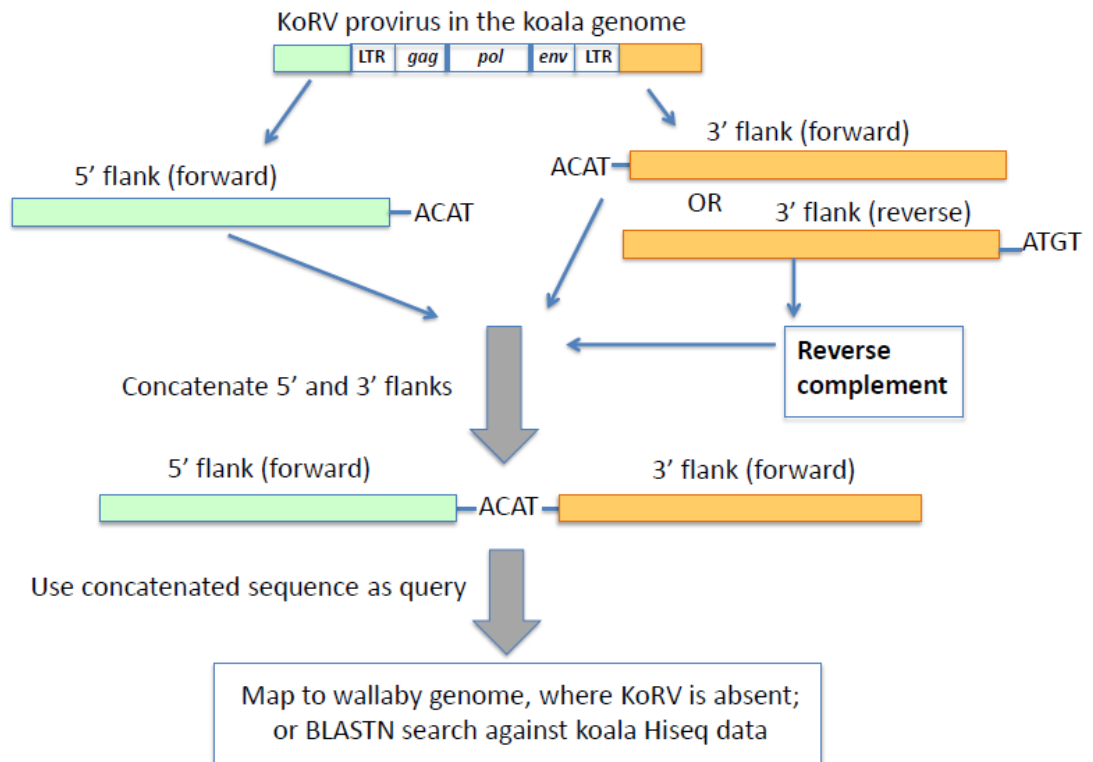 KoRV provirus in the koala genome
LTR gag pol env LTR
3’ flank (forward)
ACAT
5’ flank (forward)
ACAT
OR
3’ flank (reverse)
ATGT
Reverse
complement
Concatenate 5’ and 3’ flanks
5’ flank (forward)
3’ flank (forward)
ACAT
Use concatenated sequence as query
Map to wallaby genome, where KoRV is absent;
or BLASTN search against koala Hiseq data